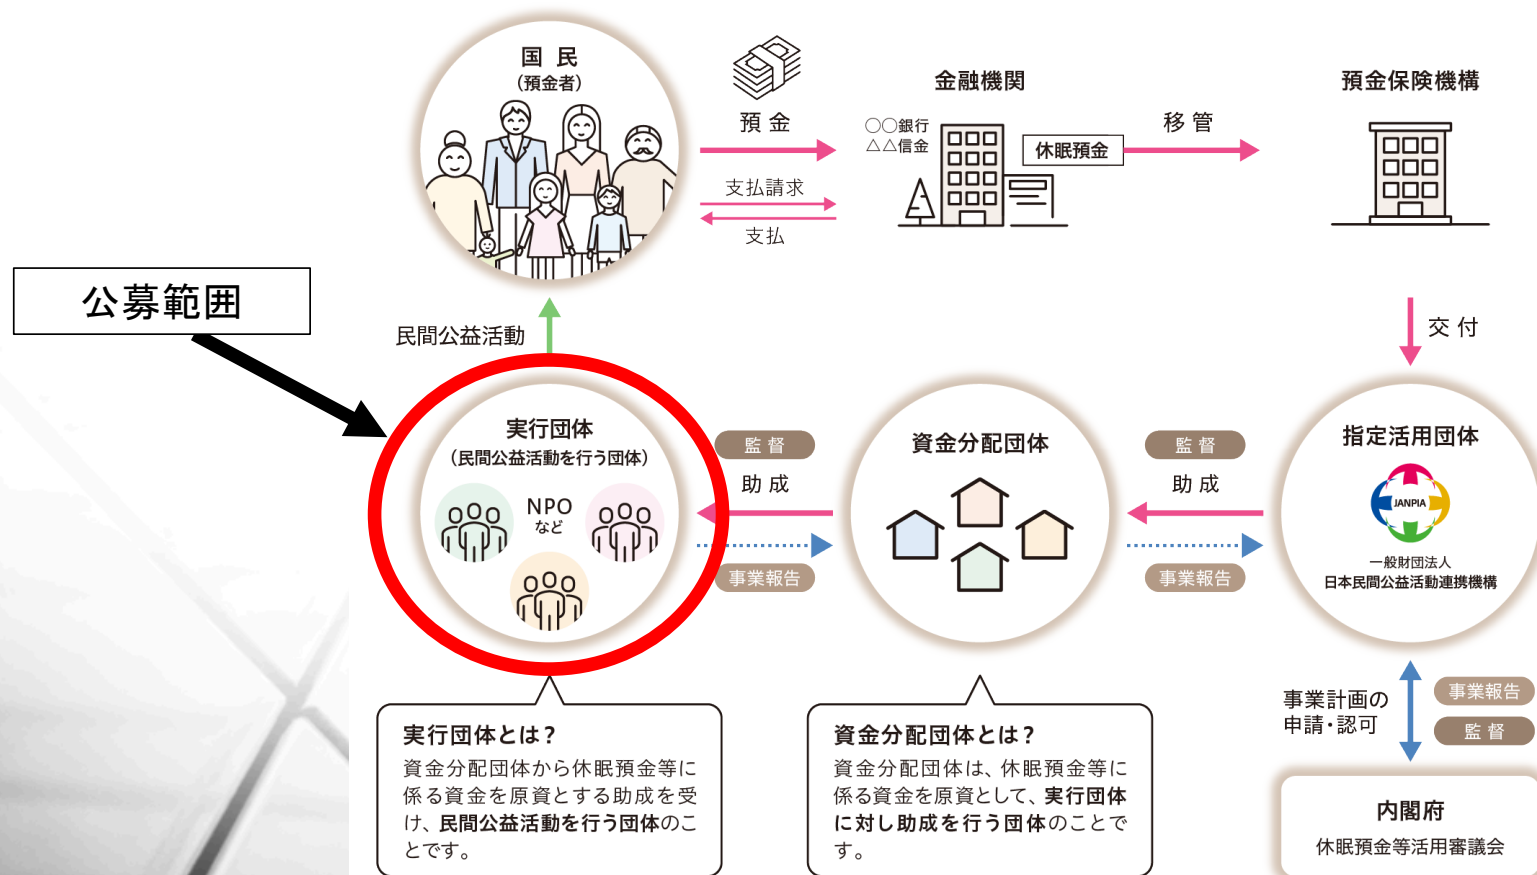 国 民
(預金者)
預 金
支払請求
支払
金融機関
〇〇銀行
△△信金
休眠預金
移 管
預金保険機構
公募範囲
民間公益活動
交 付
実行団体
(民間公益活動を行う団体)
NPO
など
監 督
助 成
事業報告
資金分配団体
監 督
助 成
事業報告
指定活用団体
JANPIA
一般財団法人
日本民間公益活動連携機構
実行団体とは?
資金分配団体から休眠預金等に
係る資金を原資とする助成を受
け、民間公益活動を行う団体のこ
とです。
資金分配団体とは?
資金分配団体は、休眠預金等に
係る資金を原資として、実行団体
に対し助成を行う団体のことで
す。
事業計画の
申請・認可
事業報告
監 督
内閣府
休眠預金等活用審議会